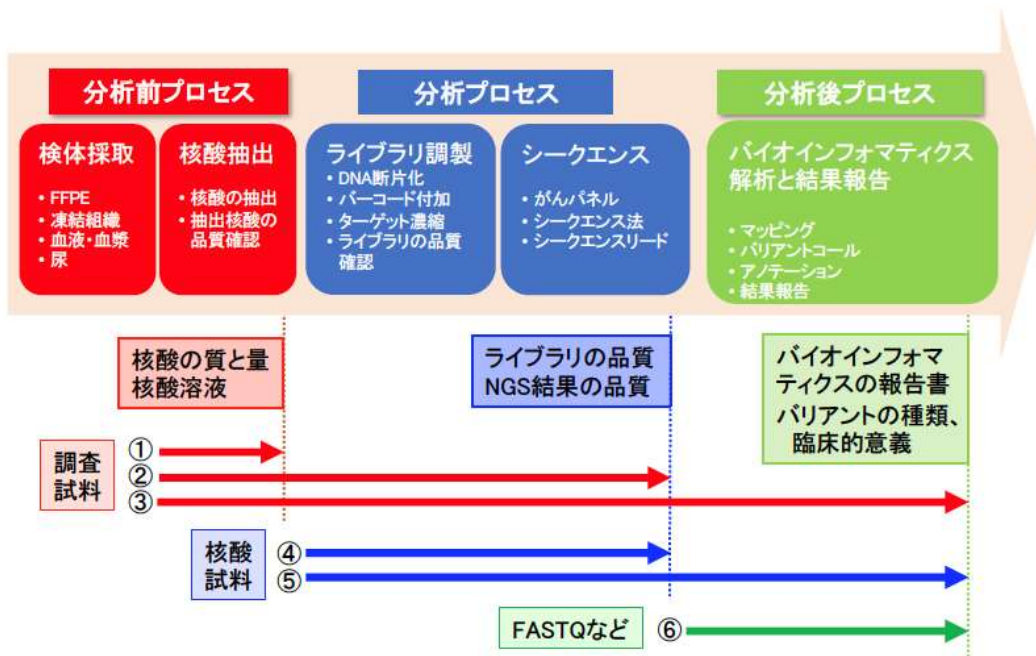 分析前プロセス
分析プロセス
分析後プロセス
検体採取
・FFPE
・凍結組織
・血液・血漿
・尿
核酸抽出
・核酸の抽出
・抽出核酸の
品質確認
ライブラリ調製
・DNA断片化
・バーコード付加
・ターゲット濃縮
・ライブラリの品質
確認
シークエンス
・がんパネル
・シークエンス法
・シークエンスリード
バイオインフォマティクス
解析と結果報告
・マッピング
・バリアントコール
・アノテーション
・結果報告
核酸の質と量
核酸溶液
ライブラリの品質
NGS結果の品質
バイオインフォマ
ティクスの報告書
バリアントの種類、
臨床的意義
調査
試料
①
②
③
核酸
試料
④
⑤
FASTQなど
⑥